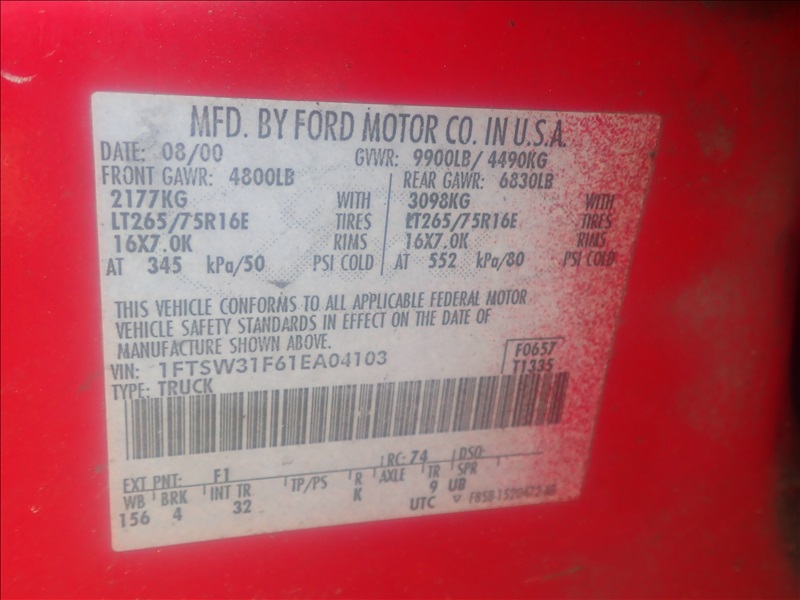 MFD. BY FORD MOTOR CO. IN U.S.A.
DATE: 08/00 GVWR: 9900LB/ 4490KG
FRONT GAWR: 4800LB REAR GAWR: 6830LB
2177KG WITH 3098KG WITH
LT265/75R16E TIRES LT265/75R16E TIRES
16X7.0K RIMS 16X7.0K RIMS
AT 345 kPa/50 PSI COLD AT 552 kPa/80 PSI COLD
THIS VEHICLE CONFORMS TO ALL APPLICABLE FEDERAL MOTOR
VEHICLE SAFETY STANDARDS IN EFFECT ON THE DATE OF
MANUFACTURE SHOWN ABOVE.
VIN: 1FTSW31F61EA04103 F0657
TYPE: TRUCK T1335
EXT PNT: F1 RC: 74 DSO:
WB BRK INT TR TP/PS R AXLE TR SPR
156 4 32 K 9 UB
UTC